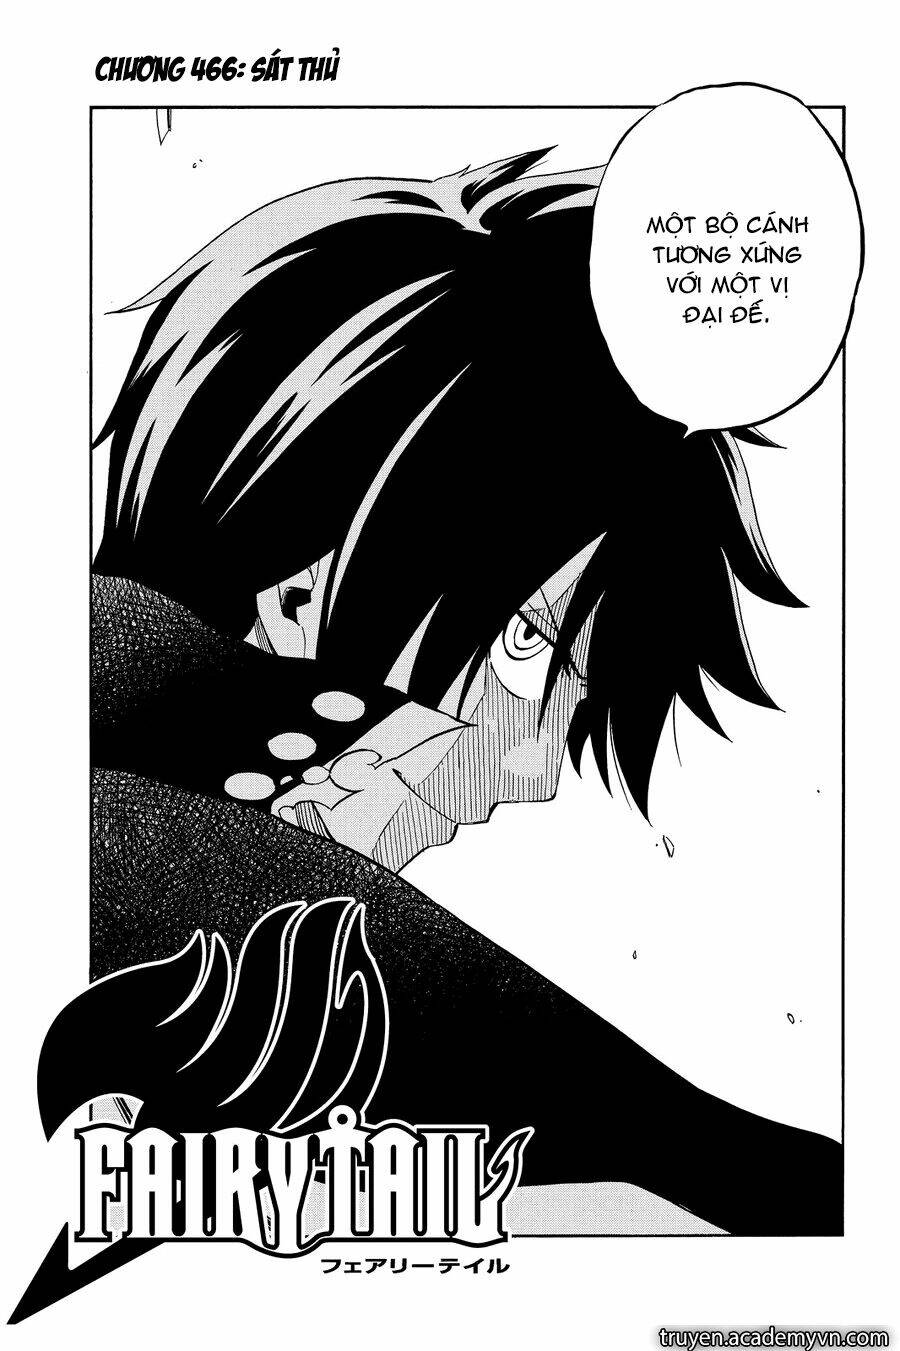 CHƯƠNG 466: SÁT THỦ
MỘT BỘ CÁNH
TƯƠNG XỨNG
VỚI MỘT VỊ
ĐẠI ĐẾ.
FAIRY TAIL
フェアリーテイル
truyen.academyvn.com